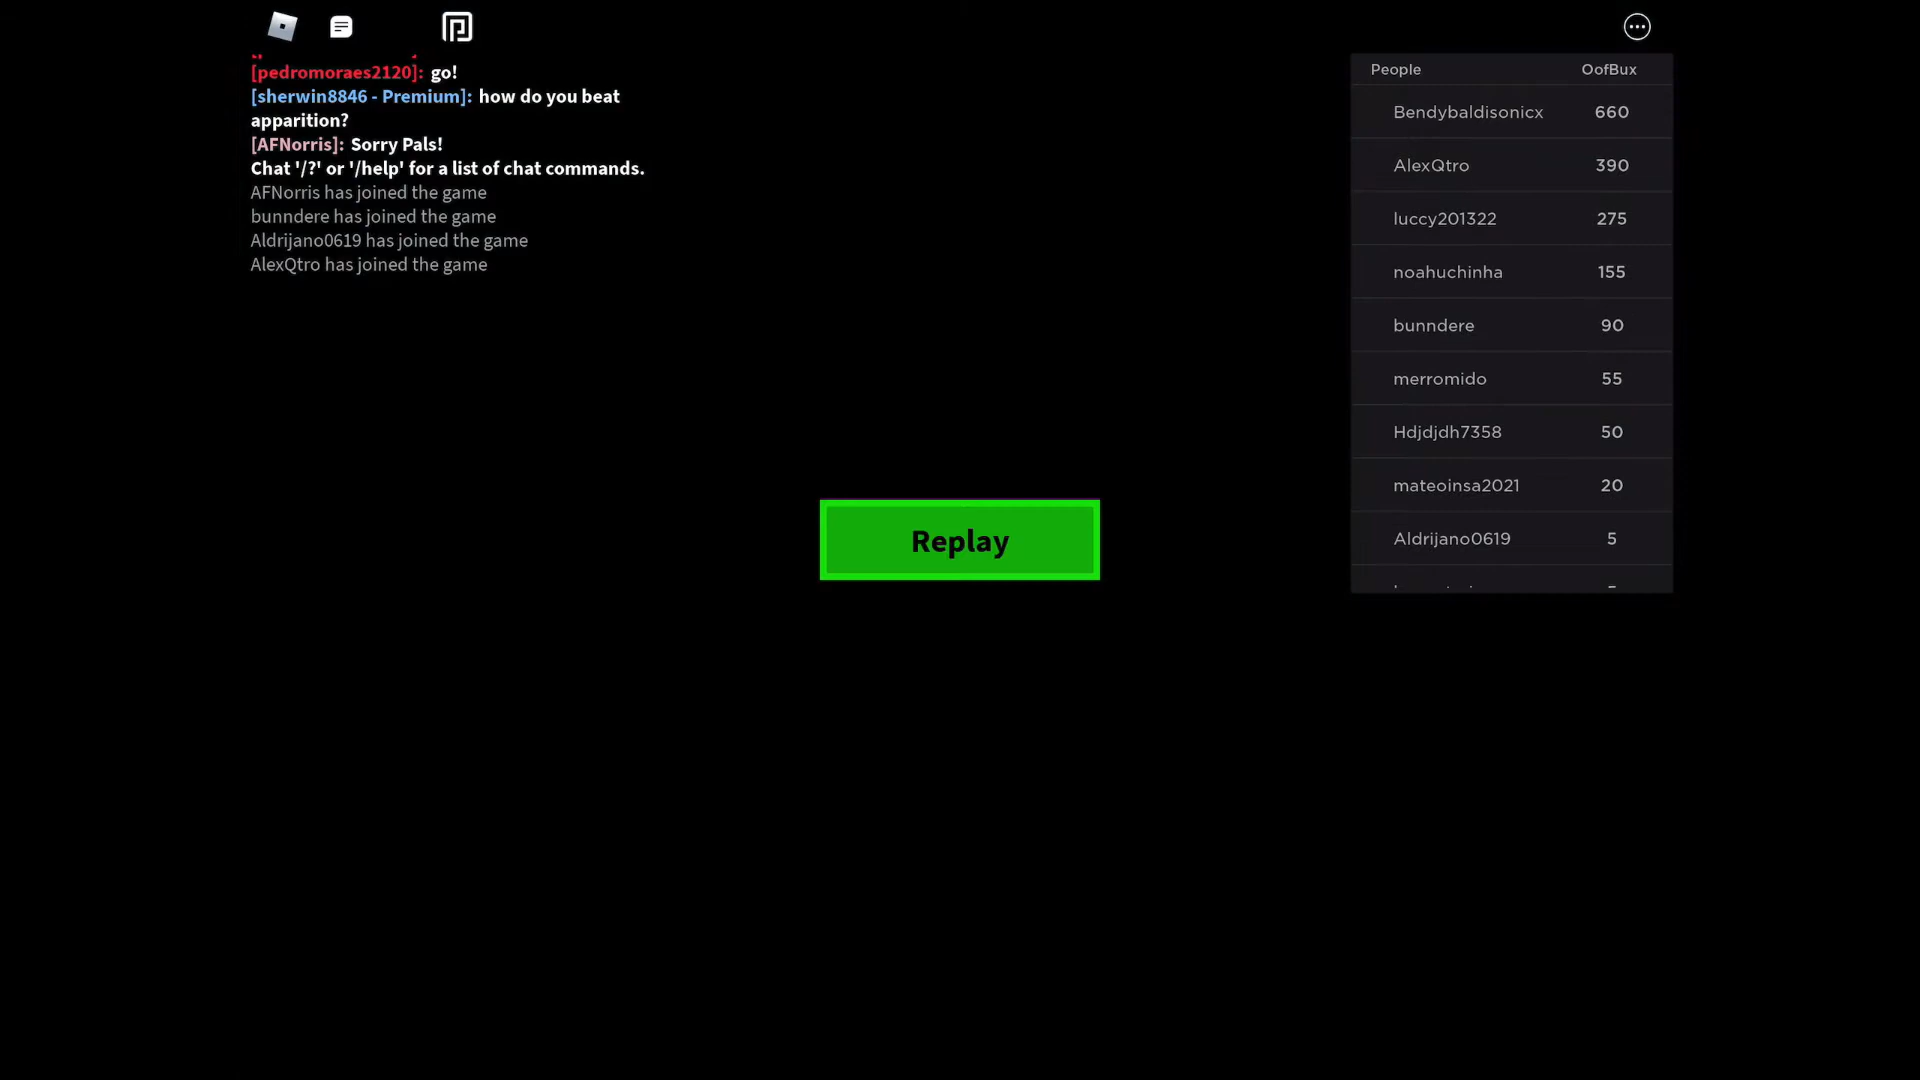 [pedromoraes2120]: go!
[sherwin8846 - Premium]: how do you beat
apparition?
[AFNorris]: Sorry Pals!
Chat '/?' or '/help' for a list of chat commands.
AFNorris has joined the game
bunndere has joined the game
Aldrijano0619 has joined the game
AlexQtro has joined the game
People OofBux
Bendybaldisonicx 660
AlexQtro 390
luccy201322 275
noahuchinha 155
bunndere 90
merromido 55
Hdjdjdh7358 50
mateoinsa2021 20
Aldrijano0619 5
Replay